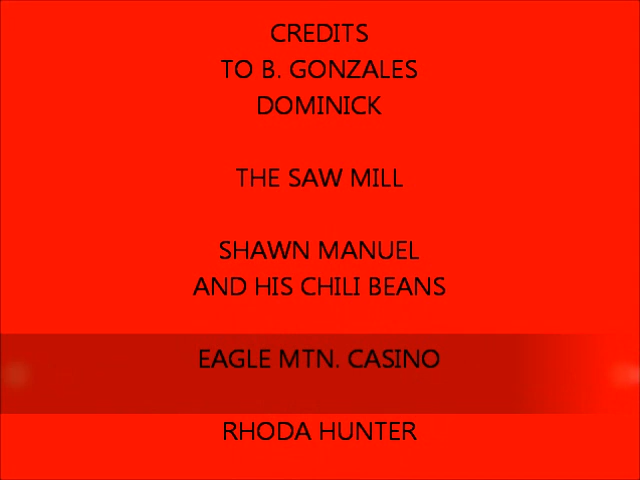 CREDITS
TO B. GONZALES
DOMINICK
THE SAW MILL
SHAWN MANUEL
AND HIS CHILI BEANS
EAGLE MTN. CASINO
RHODA HUNTER